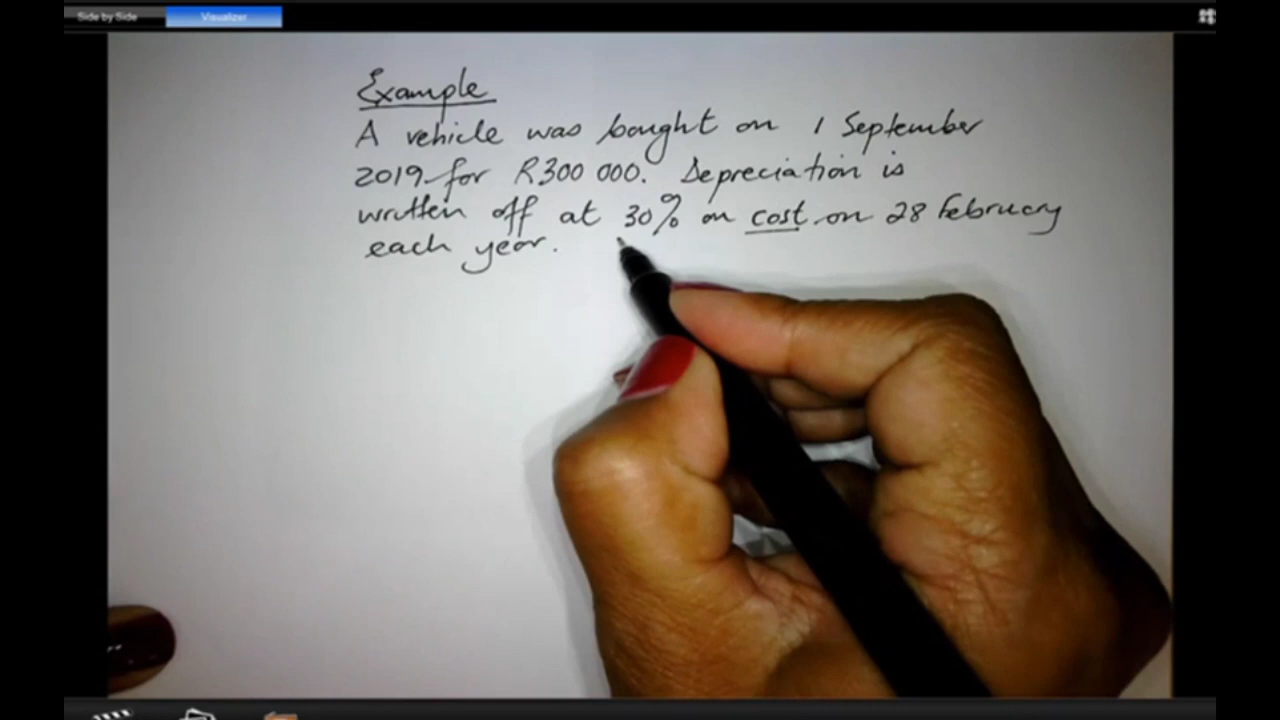 Side by Side Visualizer
Example
A vehicle was bought on 1 September
2019 for R300 000. Depreciation is
written off at 30% on cost on 28 February
each year.